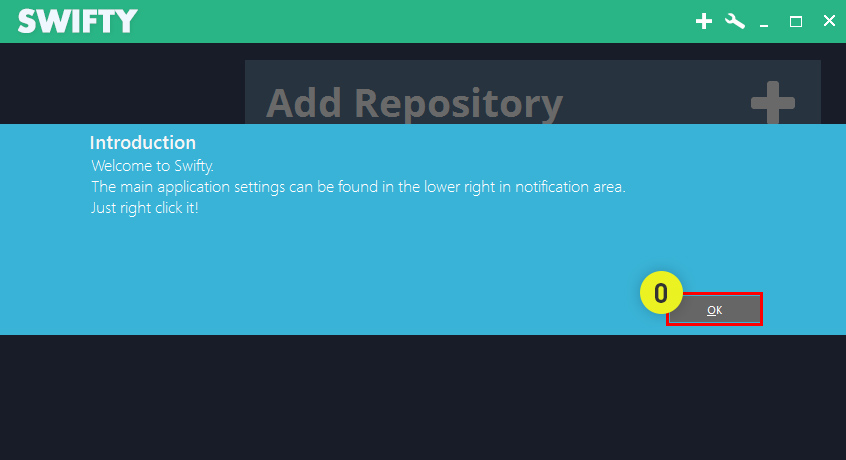 SWIFTY
Add Repository
Introduction
Welcome to Swifty.
The main application settings can be found in the lower right in notification area.
Just right click it!
0
OK